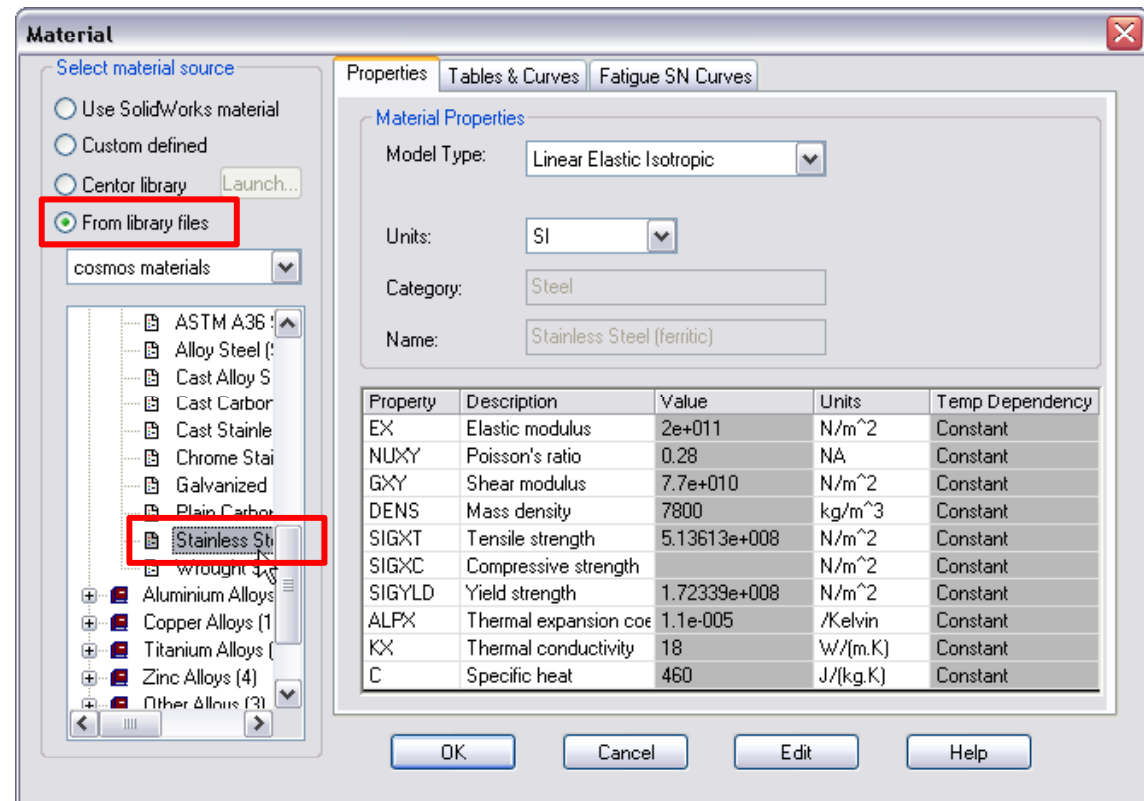 Material
Select material source
Use SolidWorks material
Custom defined
Centor library Launch...
From library files
cosmos materials
ASTM A36
Alloy Steel (
Cast Alloy S
Cast Carbor
Cast Stainle
Chrome Stai
Galvanized
Plain Carbor
Stainless St
Wrought S
Aluminium Alloys
Copper Alloys (1
Titanium Alloys (
Zinc Alloys (4)
Other Alloys (3)
Properties Tables & Curves Fatigue SN Curves
Material Properties
Model Type: Linear Elastic Isotropic
Units: SI
Category: Steel
Name: Stainless Steel (ferritic)
Property Description Value Units Temp Dependency
EX Elastic modulus 2e+011 N/m^2 Constant
NUXY Poisson's ratio 0.28 NA Constant
GXY Shear modulus 7.7e+010 N/m^2 Constant
DENS Mass density 7800 kg/m^3 Constant
SIGXT Tensile strength 5.13613e+008 N/m^2 Constant
SIGXC Compressive strength N/m^2 Constant
SIGYLD Yield strength 1.72339e+008 N/m^2 Constant
ALPX Thermal expansion coe 1.1e-005 /Kelvin Constant
KX Thermal conductivity 18 W/(m.K) Constant
C Specific heat 460 J/(kg.K) Constant
OK Cancel Edit Help